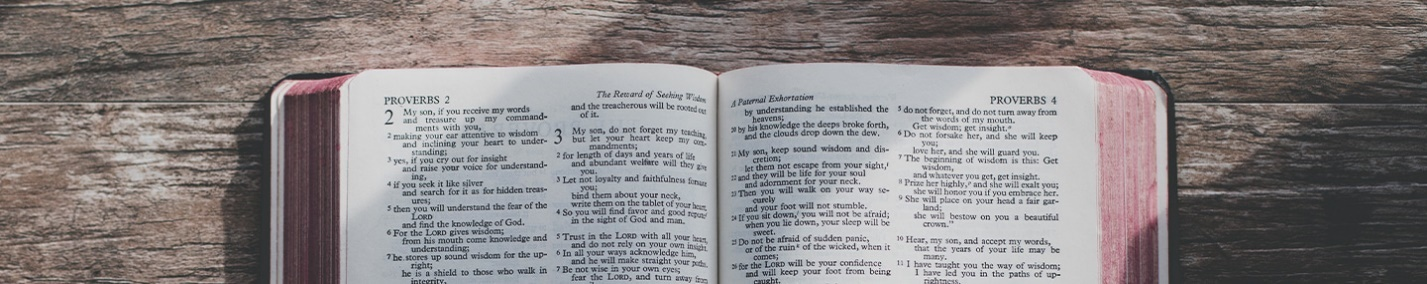 PROVERBS 2
The Reward of Seeking Wisdom
2 My son, if you receive my words
and treasure up my command-
ments with you,
2 making your ear attentive to wisdom
and inclining your heart to under-
standing;
3 yes, if you cry out for insight
and raise your voice for understand-
ing,
4 if you seek it like silver
and search for it as for hidden treas-
ures;
5 then you will understand the fear of the
LORD
and find the knowledge of God.
6 For the LORD gives wisdom;
from his mouth come knowledge and
understanding;
7 he stores up sound wisdom for the up-
right;
he is a shield to those who walk in
integrity,
and the treacherous will be rooted out
of it.
3 My son, do not forget my teaching,
but let your heart keep my com-
mandments;
2 for length of days and years of life
and abundant welfare will they give
you.
3 Let not loyalty and faithfulness forsake
you;
bind them about your neck,
write them on the tablet of your heart.
4 So you will find favor and good repute
in the sight of God and man.
5 Trust in the LORD with all your heart,
and do not rely on your own insight.
6 In all your ways acknowledge him,
and he will make straight your paths.
7 Be not wise in your own eyes;
fear the LORD, and turn away from
A Paternal Exhortation
PROVERBS 4
by understanding he established the
heavens;
20 by his knowledge the deeps broke forth,
and the clouds drop down the dew.
21 My son, keep sound wisdom and dis-
cretion;
let them not escape from your sight,
22 and they will be life for your soul
and adornment for your neck.
23 Then you will walk on your way se-
curely
and your foot will not stumble.
24 If you sit down, you will not be afraid;
when you lie down, your sleep will be
sweet.
25 Do not be afraid of sudden panic,
or of the ruin of the wicked, when it
comes;
26 for the LORD will be your confidence
and will keep your foot from being
caught.
5 do not forget, and do not turn away from
the words of my mouth.
Get wisdom; get insight.
6 Do not forsake her, and she will keep
you;
love her, and she will guard you.
7 The beginning of wisdom is this: Get
wisdom,
and whatever you get, get insight.
8 Prize her highly, and she will exalt you;
she will honor you if you embrace her.
9 She will place on your head a fair gar-
land;
she will bestow on you a beautiful
crown."
10 Hear, my son, and accept my words,
that the years of your life may be
many.
11 I have taught you the way of wisdom;
I have led you in the paths of up-
rightness.